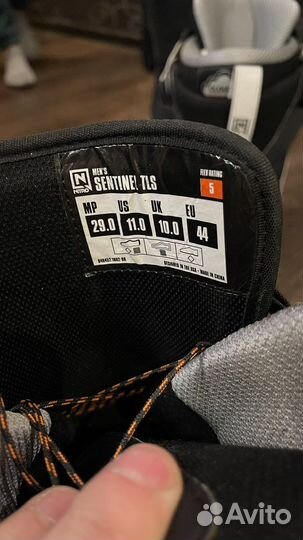 NITRO
MEN'S
SENTINEL TLS
FLEX RATING
5
MP US UK EU
29.0 11.0 10.0 44
DESIGNED IN THE USA - MADE IN CHINA
Avito